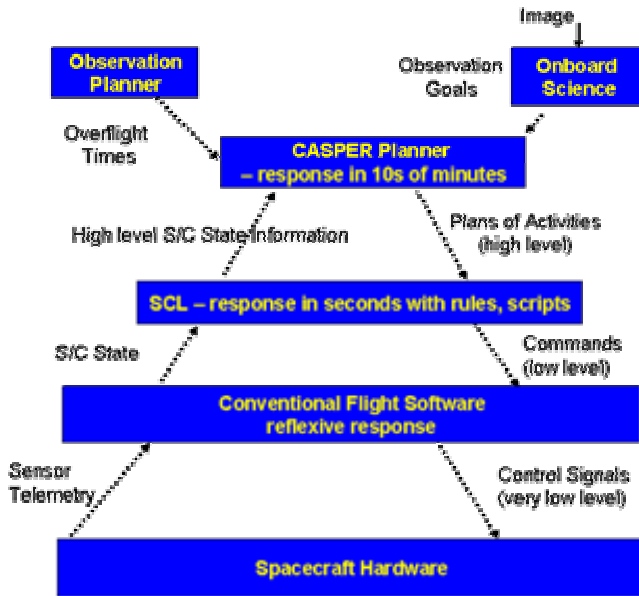 Image
Observation
Planner
Observation
Goals
Onboard
Science
Overflight
Times
CASPER Planner
– response in 10s of minutes
High level S/C State Information
Plans of Activities
(high level)
SCL – response in seconds with rules, scripts
S/C State
Commands
(low level)
Conventional Flight Software
reflexive response
Sensor
Telemetry
Control Signals
(very low level)
Spacecraft Hardware